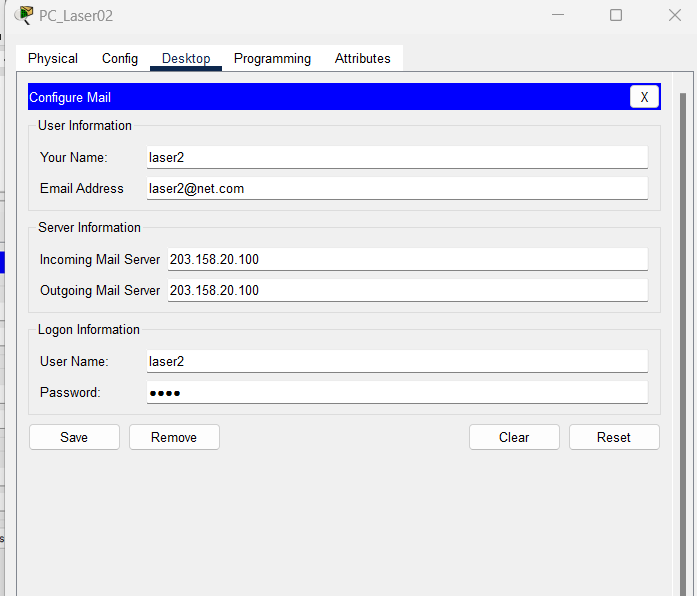 PC_Laser02
Physical Config Desktop Programming Attributes
Configure Mail X
User Information
Your Name: laser2
Email Address laser2@net.com
Server Information
Incoming Mail Server 203.158.20.100
Outgoing Mail Server 203.158.20.100
Logon Information
User Name: laser2
Password: ●●●●
Save Remove Clear Reset